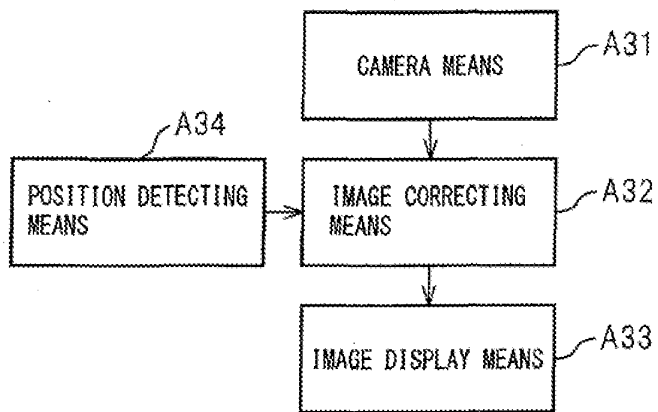 CAMERA MEANS
A31
A34
POSITION DETECTING
MEANS
IMAGE CORRECTING
MEANS
A32
IMAGE DISPLAY MEANS
A33